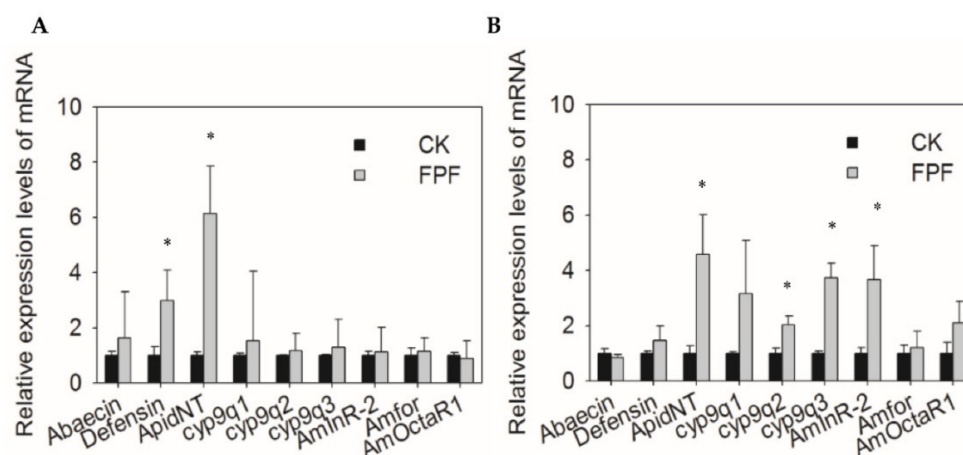 A
Relative expression levels of mRNA
10
8
6
4
2
0
*
*
CK
FPF
Abaecin
Defensin
ApidNT
cyp9q1
cyp9q2
cyp9q3
AmInR-2
Amfor
AmOctaR1
B
Relative expression levels of mRNA
10
8
6
4
2
0
*
*
*
*
CK
FPF
Abaecin
Defensin
ApidNT
cyp9q1
cyp9q2
cyp9q3
AmInR-2
Amfor
AmOctaR1